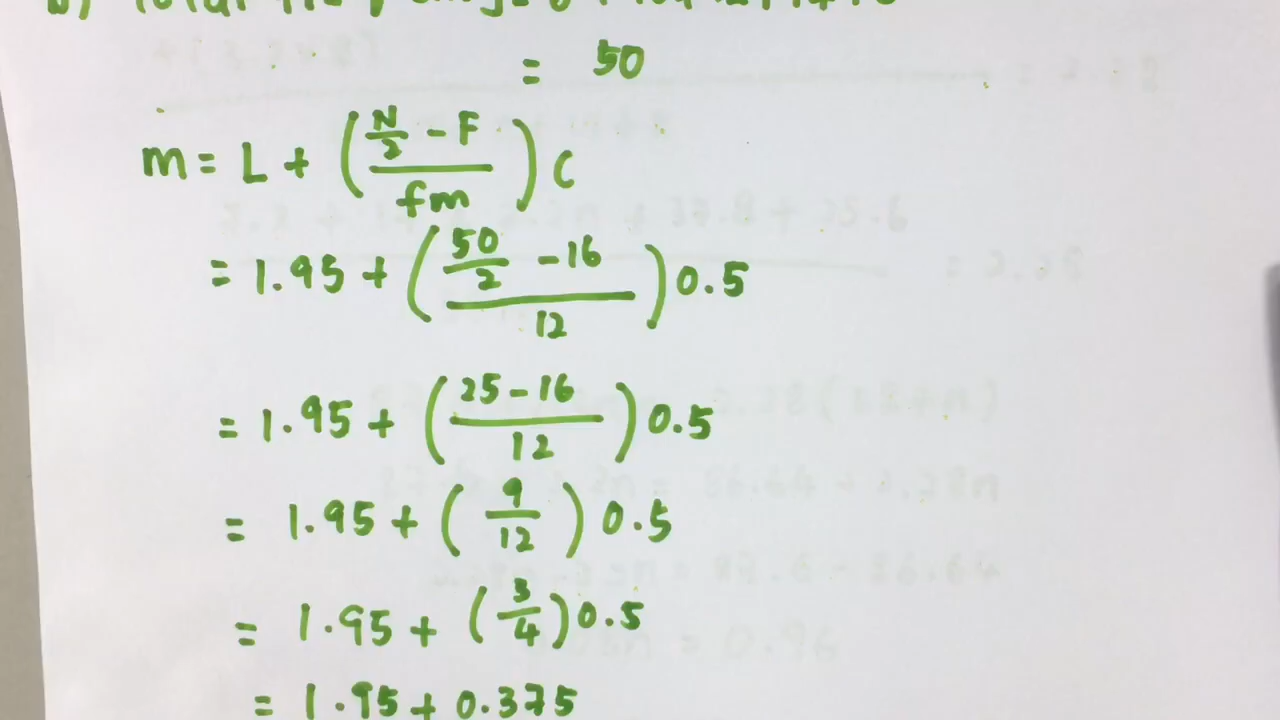 = 50
m = L + ( (N/2 - F) / fm ) C
= 1.95 + ( (50/2 - 16) / 12 ) 0.5
= 1.95 + ( (25 - 16) / 12 ) 0.5
= 1.95 + ( 9/12 ) 0.5
= 1.95 + ( 3/4 ) 0.5
= 1.95 + 0.375